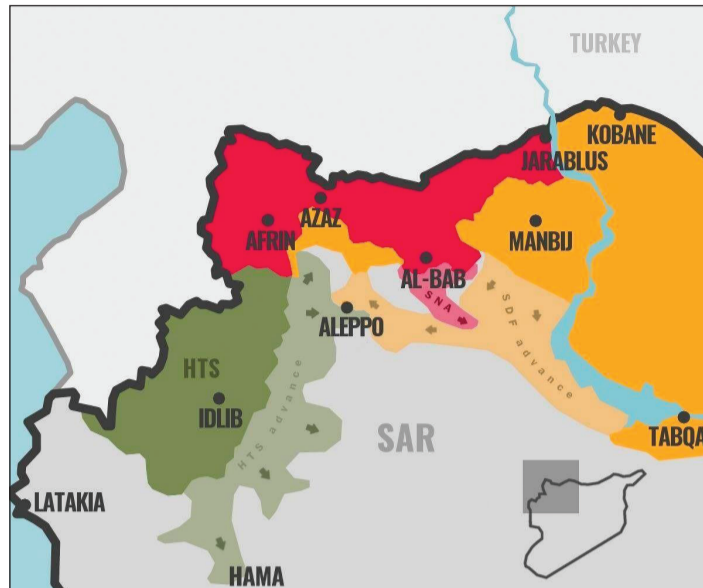 TURKEY
KOBANE
JARABLUS
AZAZ
AFRIN
MANBIJ
AL-BAB
SNA
SDF advance
ALEPPO
HTS
HTS advance
IDLIB
SAR
TABQA
LATAKIA
HAMA